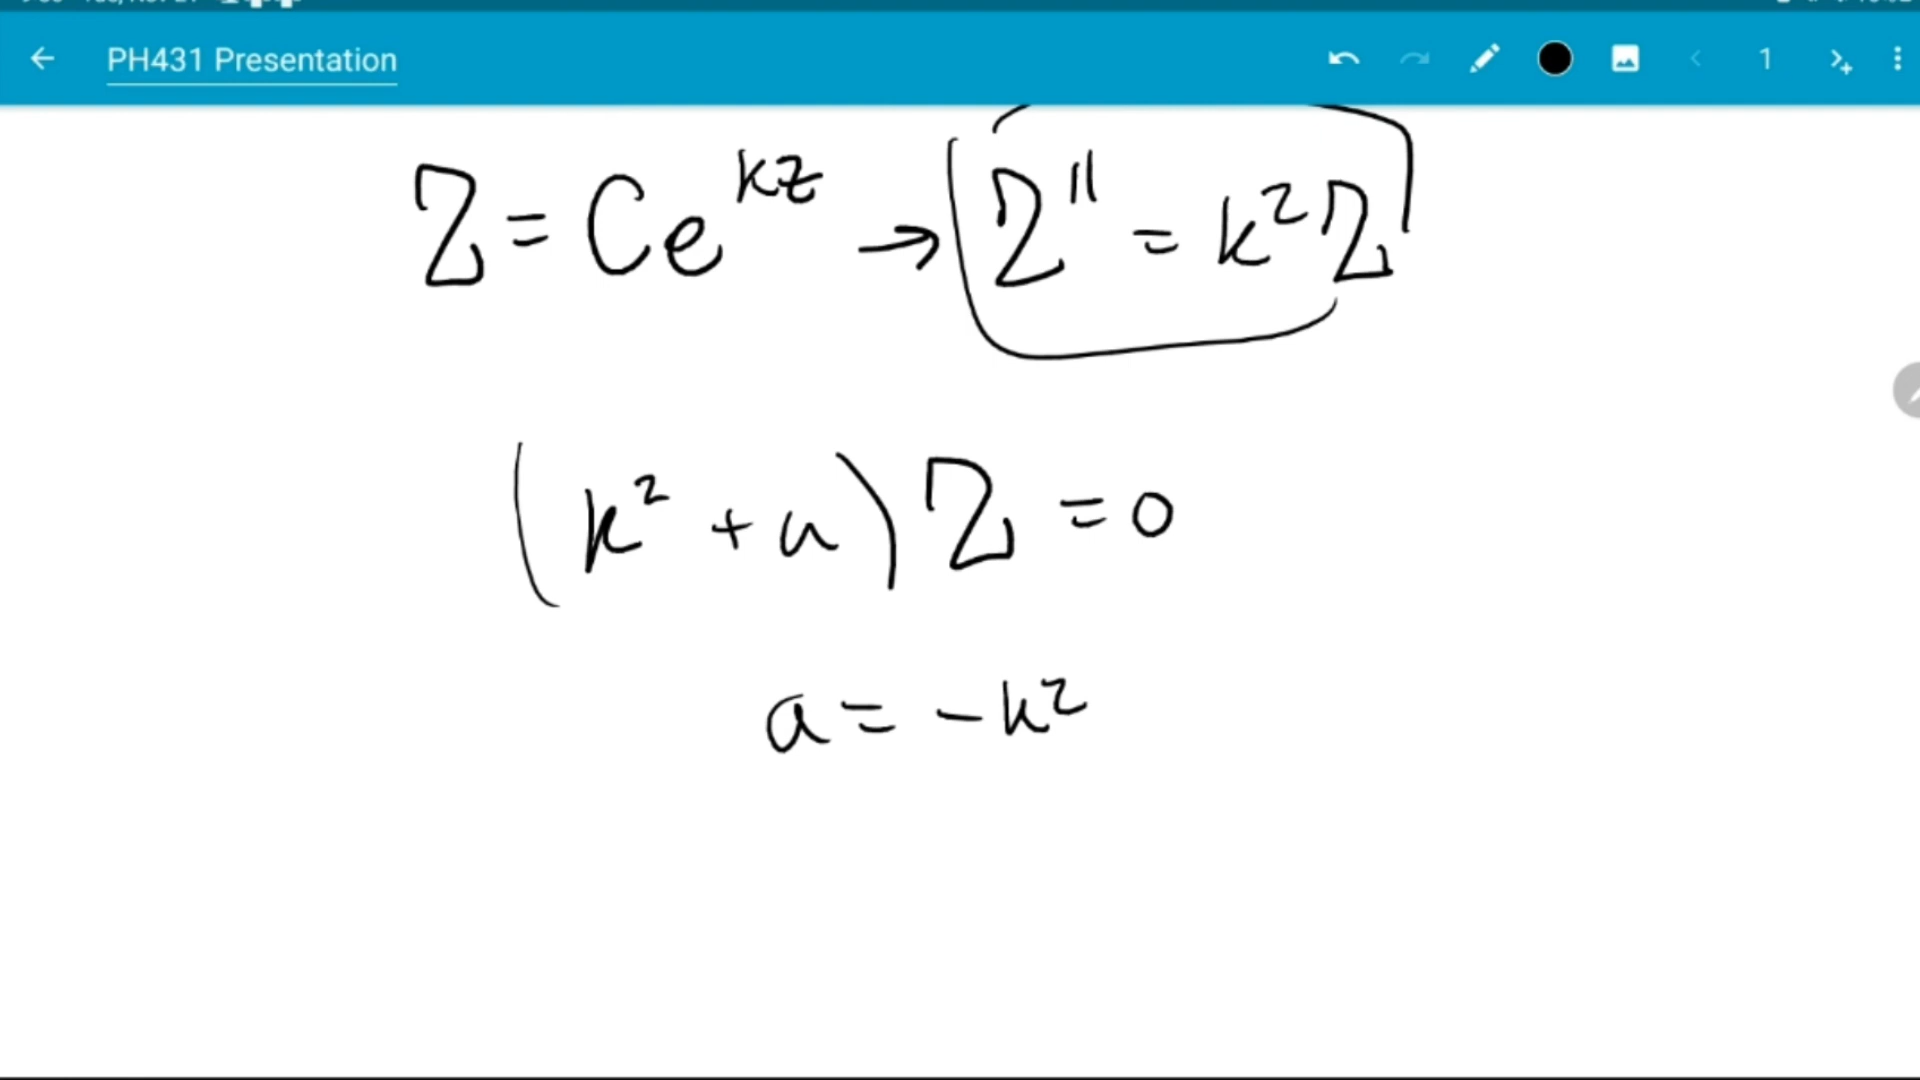 PH431 Presentation
1
Z = Ce^{kz} → Z'' = k²Z
(k² + a) Z = 0
a = -k²